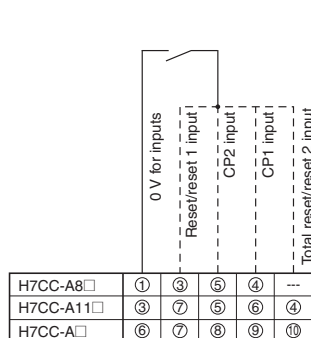 0 V for inputs
Reset/reset 1 input
CP2 input
CP1 input
Total reset/reset 2 input
H7CC-A8□ ① ③ ⑤ ④ ---
H7CC-A11□ ③ ⑦ ⑤ ⑥ ④
H7CC-A□ ⑥ ⑦ ⑧ ⑨ ⑩